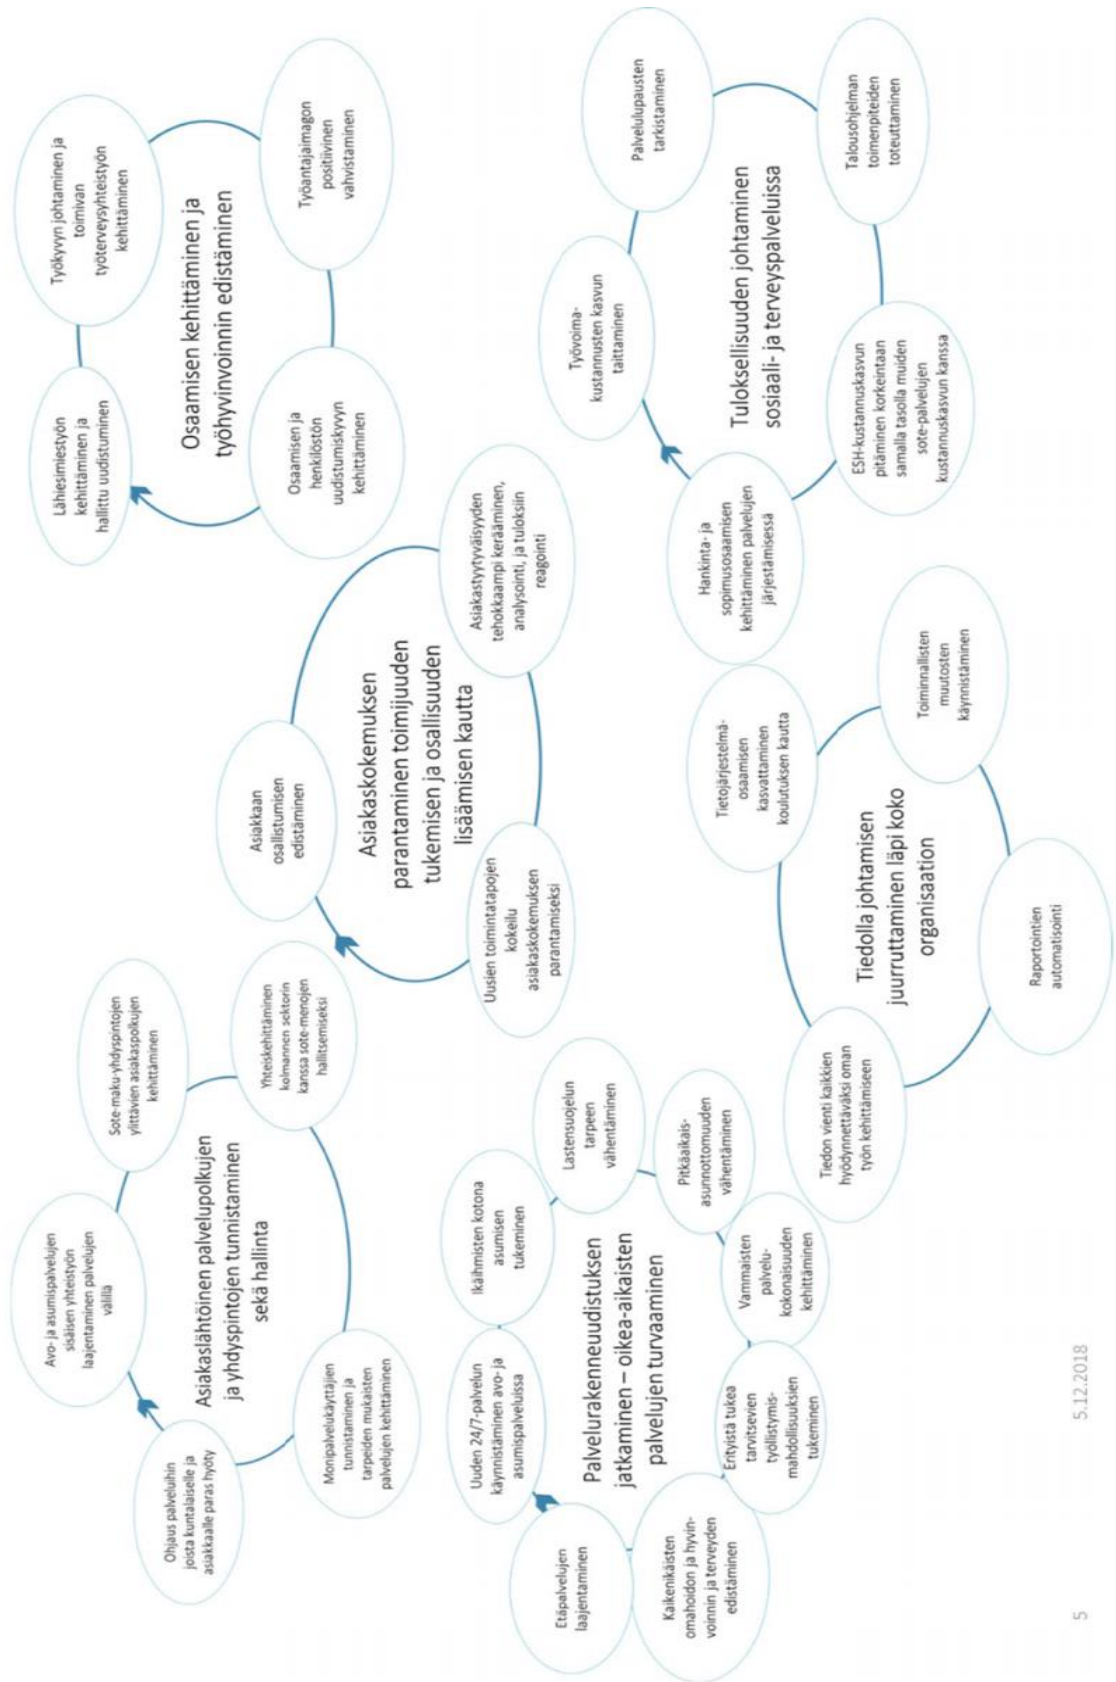 Ohjaus palveluihin
joista kuntalaiselle ja
asiakkaalle paras hyöty
Avo- ja asumispalvelujen
sisäisen yhteistyön
laajentaminen palvelujen
välillä
Sote-maku-yhdyspintojen
ylittävien asiakaspolkujen
kehittäminen
Yhteiskehittäminen
kolmannen sektorin
kanssa sote-menojen
hallitsemiseksi
Monipalvelukäyttäjien
tunnistaminen ja
tarpeiden mukaisten
palvelujen kehittäminen
Asiakaslähtöinen palvelupolkujen
ja yhdyspintojen tunnistaminen
sekä hallinta
Asiakkaan
osallistumisen
edistäminen
Asiakastyytyväisyyden
tehokkaampi kerääminen,
analysointi, ja tuloksiin
reagointi
Uusien toimintatapojen
kokeilu
asiakaskokemuksen
parantamiseksi
Asiakaskokemuksen
parantaminen toimijuuden
tukemisen ja osallisuuden
lisäämisen kautta
Lähiesimiestyön
kehittäminen ja
hallittu uudistuminen
Työkyvyn johtaminen ja
toimivan
työterveysyhteistyön
kehittäminen
Työantajaimagon
positiivinen
vahvistaminen
Osaamisen ja
henkilöstön
uudistumiskyvyn
kehittäminen
Osaamisen kehittäminen ja
työhyvinvoinnin edistäminen
Etäpalvelujen
laajentaminen
Uuden 24/7-palvelun
käynnistäminen avo- ja
asumispalveluissa
Ikäihmisten kotona
asumisen
tukeminen
Lastensuojelun
tarpeen
vähentäminen
Pitkäaikais-
asunnottomuuden
vähentäminen
Vammaisten
palvelu-
kokonaisuuden
kehittäminen
Erityistä tukea
tarvitsevien
työllistymis-
mahdollisuuksien
tukeminen
Kaikenikäisten
omahoidon ja hyvin-
voinnin ja terveyden
edistäminen
Palvelurakenneuudistuksen
jatkaminen – oikea-aikaisten
palvelujen turvaaminen
Tiedon vienti kaikkien
hyödynnettäväksi oman
työn kehittämiseen
Tietojärjestelmä-
osaamisen
kasvattaminen
koulutuksen kautta
Toiminnallisten
muutosten
käynnistäminen
Raportointien
automatisointi
Tiedolla johtamisen
juurruttaminen läpi koko
organisaation
Hankinta- ja
sopimusosaamisen
kehittäminen palvelujen
järjestämisessä
Työvoima-
kustannusten kasvun
taittaminen
Palvelulupausten
tarkistaminen
Talousohjelman
toimenpiteiden
toteuttaminen
ESH-kustannuskasvun
pitäminen korkeintaan
samalla tasolla muiden
sote-palvelujen
kustannuskasvun kanssa
Tuloksellisuuden johtaminen
sosiaali- ja terveyspalveluissa
5
5.12.2018